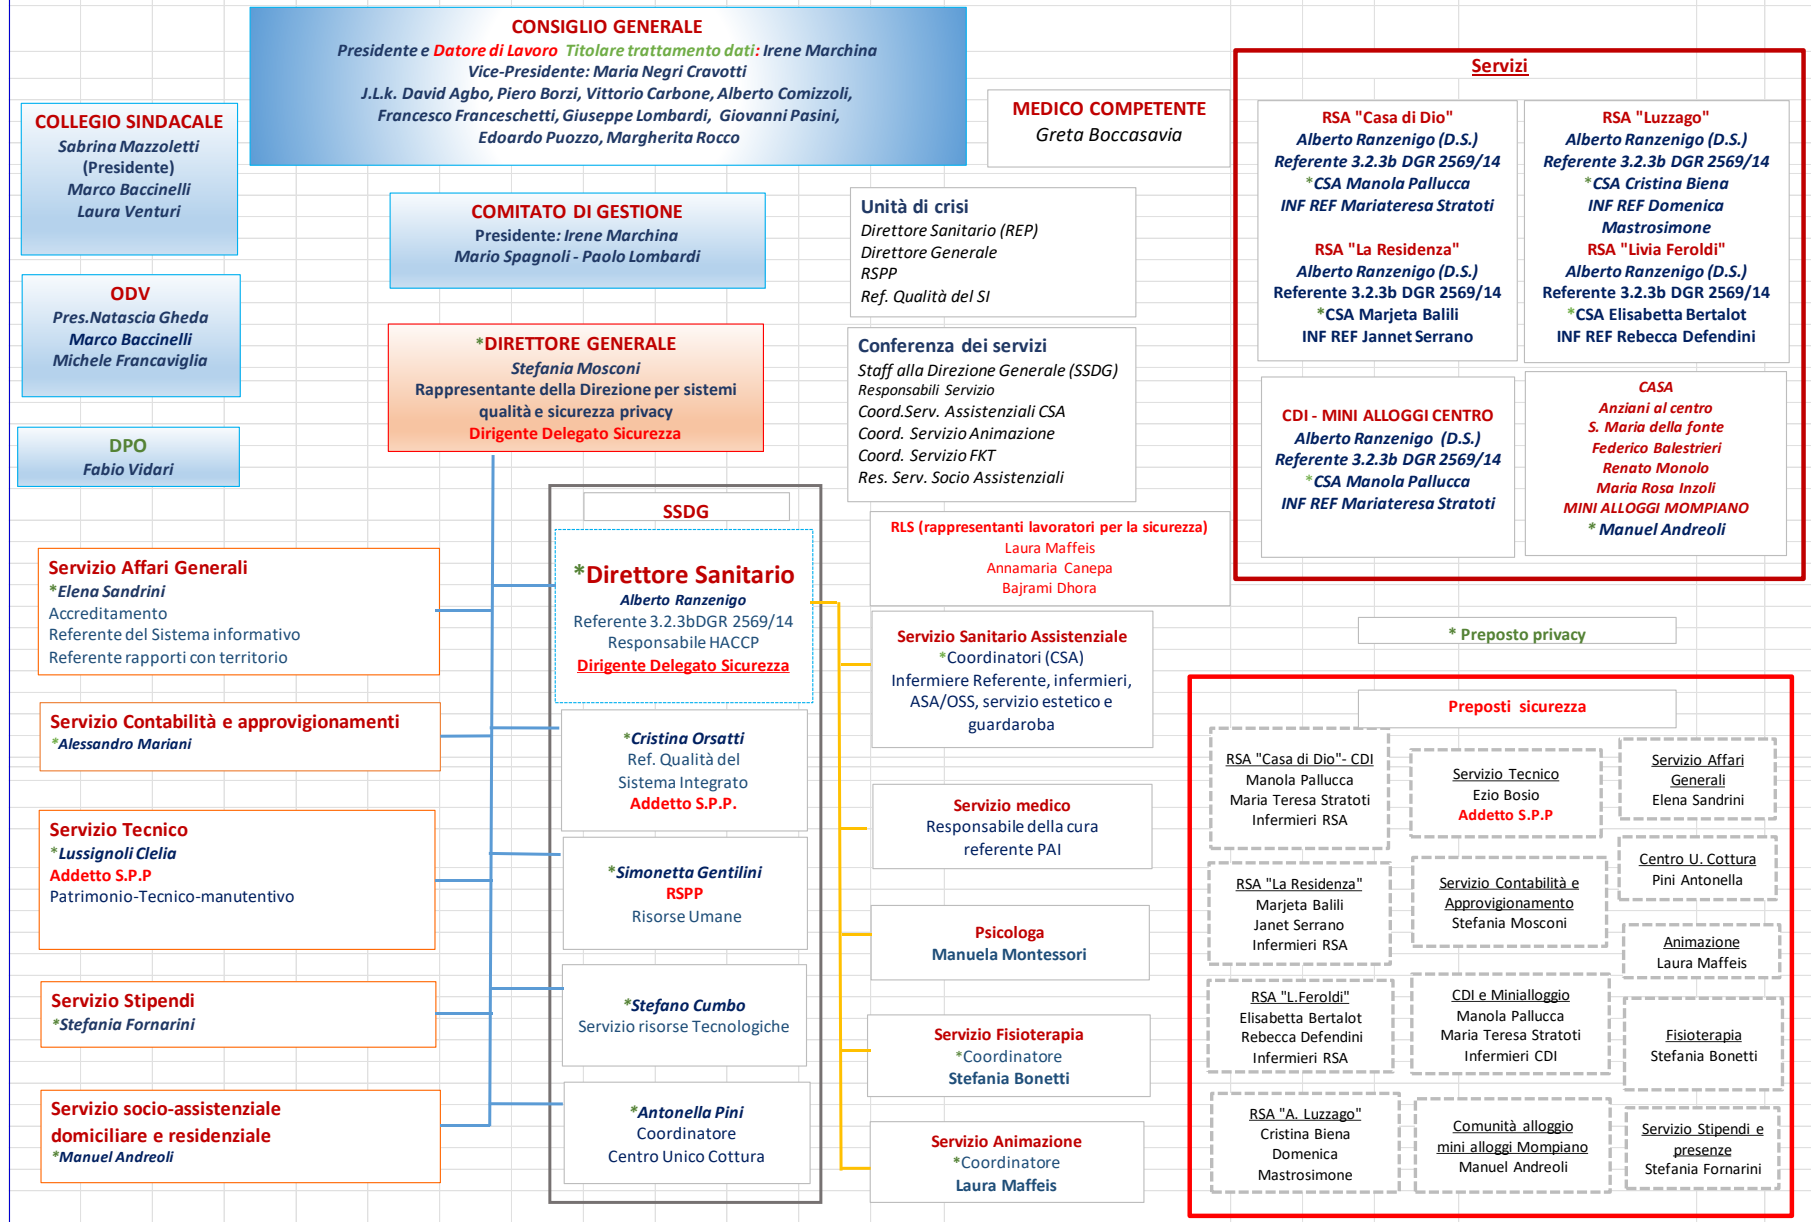 CONSIGLIO GENERALE
Presidente e Datore di Lavoro Titolare trattamento dati: Irene Marchina
Vice-Presidente: Maria Negri Cravotti
J.L.k. David Agbo, Piero Borzi, Vittorio Carbone, Alberto Comizzoli,
Francesco Franceschetti, Giuseppe Lombardi, Giovanni Pasini,
Edoardo Puozzo, Margherita Rocco
COLLEGIO SINDACALE
Sabrina Mazzoletti
(Presidente)
Marco Baccinelli
Laura Venturi
MEDICO COMPETENTE
Greta Boccasavia
COMITATO DI GESTIONE
Presidente: Irene Marchina
Mario Spagnoli - Paolo Lombardi
Unità di crisi
Direttore Sanitario (REP)
Direttore Generale
RSPP
Ref. Qualità del SI
ODV
Pres.Natascia Gheda
Marco Baccinelli
Michele Francaviglia
*DIRETTORE GENERALE
Stefania Mosconi
Rappresentante della Direzione per sistemi
qualità e sicurezza privacy
Dirigente Delegato Sicurezza
Conferenza dei servizi
Staff alla Direzione Generale (SSDG)
Responsabili Servizio
Coord.Serv. Assistenziali CSA
Coord. Servizio Animazione
Coord. Servizio FKT
Res. Serv. Socio Assistenziali
DPO
Fabio Vidari
Servizi
RSA "Casa di Dio"
Alberto Ranzenigo (D.S.)
Referente 3.2.3b DGR 2569/14
*CSA Manola Pallucca
INF REF Mariateresa Stratoti
RSA "La Residenza"
Alberto Ranzenigo (D.S.)
Referente 3.2.3b DGR 2569/14
*CSA Marjeta Balili
INF REF Jannet Serrano
RSA "Luzzago"
Alberto Ranzenigo (D.S.)
Referente 3.2.3b DGR 2569/14
*CSA Cristina Biena
INF REF Domenica
Mastrosimone
RSA "Livia Feroldi"
Alberto Ranzenigo (D.S.)
Referente 3.2.3b DGR 2569/14
*CSA Elisabetta Bertalot
INF REF Rebecca Defendini
CDI - MINI ALLOGGI CENTRO
Alberto Ranzenigo (D.S.)
Referente 3.2.3b DGR 2569/14
*CSA Manola Pallucca
INF REF Mariateresa Stratoti
CASA
Anziani al centro
S. Maria della fonte
Federico Balestrieri
Renato Monolo
Maria Rosa Inzoli
MINI ALLOGGI MOMPIANO
* Manuel Andreoli
Servizio Affari Generali
*Elena Sandrini
Accreditamento
Referente del Sistema informativo
Referente rapporti con territorio
Servizio Contabilità e approvigionamenti
*Alessandro Mariani
Servizio Tecnico
*Lussignoli Clelia
Addetto S.P.P
Patrimonio-Tecnico-manutentivo
Servizio Stipendi
*Stefania Fornarini
Servizio socio-assistenziale
domiciliare e residenziale
*Manuel Andreoli
SSDG
*Direttore Sanitario
Alberto Ranzenigo
Referente 3.2.3bDGR 2569/14
Responsabile HACCP
Dirigente Delegato Sicurezza
*Cristina Orsatti
Ref. Qualità del
Sistema Integrato
Addetto S.P.P.
*Simonetta Gentilini
RSPP
Risorse Umane
*Stefano Cumbo
Servizio risorse Tecnologiche
*Antonella Pini
Coordinatore
Centro Unico Cottura
RLS (rappresentanti lavoratori per la sicurezza)
Laura Maffeis
Annamaria Canepa
Bajrami Dhora
Servizio Sanitario Assistenziale
*Coordinatori (CSA)
Infermiere Referente, infermieri,
ASA/OSS, servizio estetico e
guardaroba
Servizio medico
Responsabile della cura
referente PAI
Psicologa
Manuela Montessori
Servizio Fisioterapia
*Coordinatore
Stefania Bonetti
Servizio Animazione
*Coordinatore
Laura Maffeis
* Preposto privacy
Preposti sicurezza
RSA "Casa di Dio"- CDI
Manola Pallucca
Maria Teresa Stratoti
Infermieri RSA
Servizio Tecnico
Ezio Bosio
Addetto S.P.P
Servizio Affari
Generali
Elena Sandrini
RSA "La Residenza"
Marjeta Balili
Janet Serrano
Infermieri RSA
Servizio Contabilità e
Approvigionamento
Stefania Mosconi
Centro U. Cottura
Pini Antonella
Animazione
Laura Maffeis
RSA "L.Feroldi"
Elisabetta Bertalot
Rebecca Defendini
Infermieri RSA
CDI e Minialloggio
Manola Pallucca
Maria Teresa Stratoti
Infermieri CDI
Fisioterapia
Stefania Bonetti
RSA "A. Luzzago"
Cristina Biena
Domenica
Mastrosimone
Comunità alloggio
mini alloggi Mompiano
Manuel Andreoli
Servizio Stipendi e
presenze
Stefania Fornarini